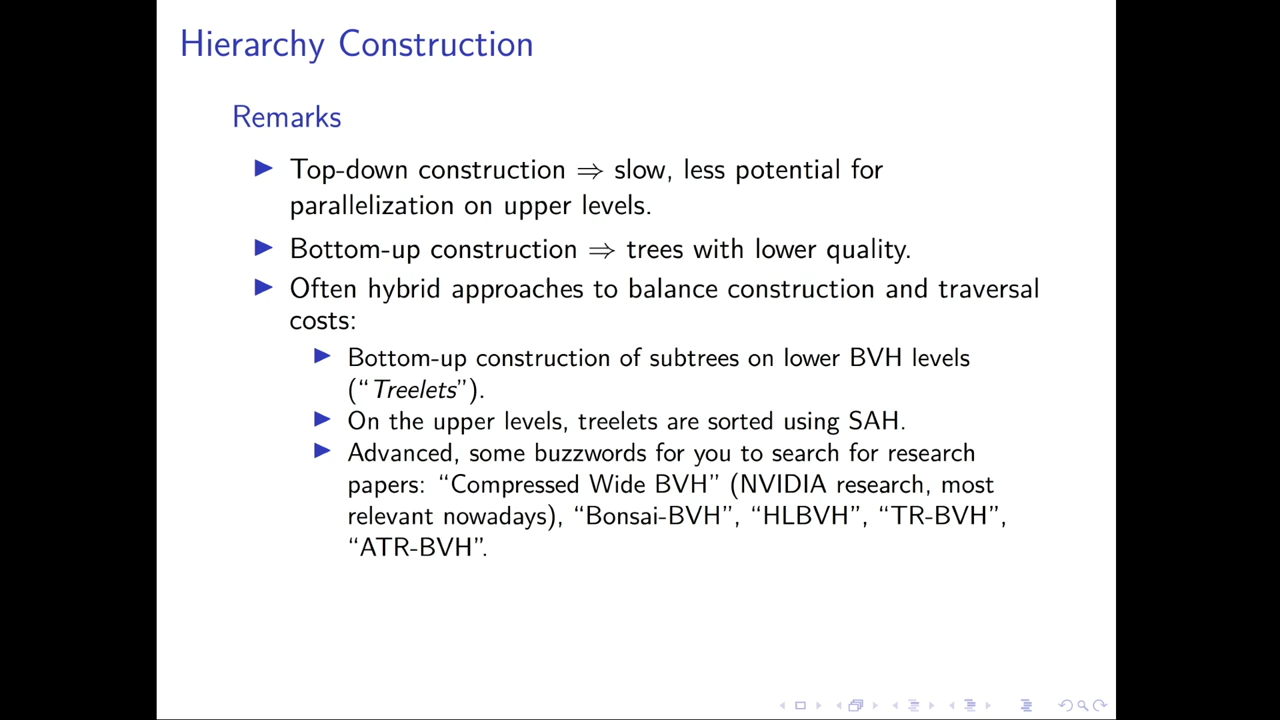 Hierarchy Construction
Remarks
Top-down construction ⇒ slow, less potential for
parallelization on upper levels.
Bottom-up construction ⇒ trees with lower quality.
Often hybrid approaches to balance construction and traversal
costs:
Bottom-up construction of subtrees on lower BVH levels
(“Treelets”).
On the upper levels, treelets are sorted using SAH.
Advanced, some buzzwords for you to search for research
papers: “Compressed Wide BVH” (NVIDIA research, most
relevant nowadays), “Bonsai-BVH”, “HLBVH”, “TR-BVH”,
“ATR-BVH”.